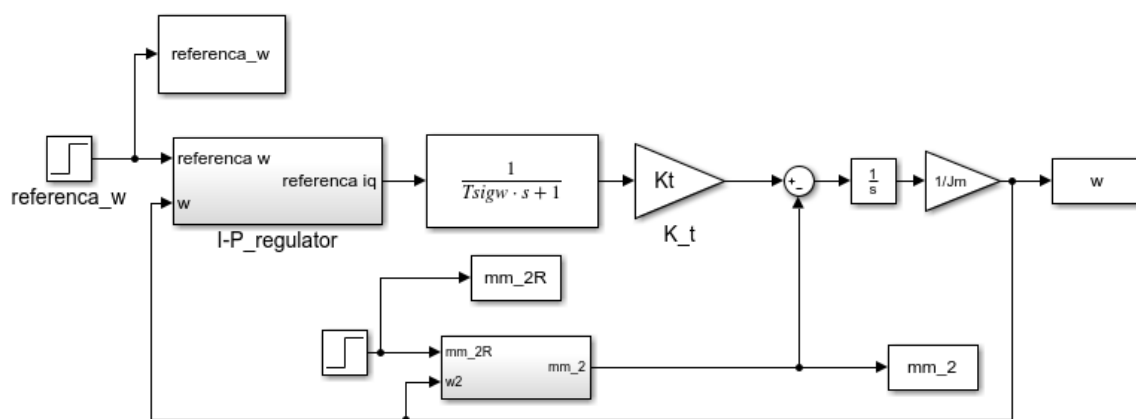 referenca_w
referenca_w
referenca w
w
referenca iq
I-P_regulator
1
Tsigw · s + 1
Kt
K_t
+
-
1
s
1/Jm
w
mm_2R
mm_2R
w2
mm_2
mm_2